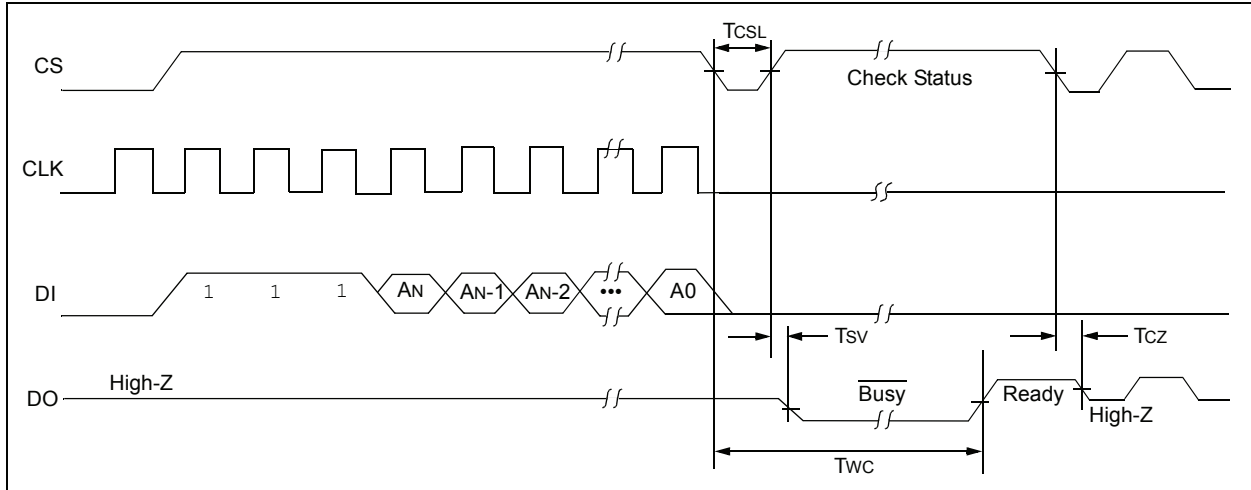 TCSL
CS
Check Status
CLK
DI
1 1 1 AN AN-1 AN-2 ••• A0
TSV
TCZ
High-Z
DO
Busy
Ready
High-Z
TWC